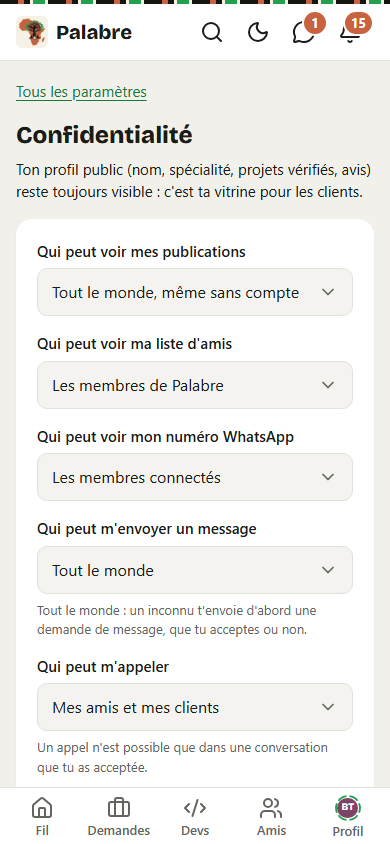 Palabre
1
15
Tous les paramètres
Confidentialité
Ton profil public (nom, spécialité, projets vérifiés, avis)
reste toujours visible : c'est ta vitrine pour les clients.
Qui peut voir mes publications
Tout le monde, même sans compte
Qui peut voir ma liste d'amis
Les membres de Palabre
Qui peut voir mon numéro WhatsApp
Les membres connectés
Qui peut m'envoyer un message
Tout le monde
Tout le monde : un inconnu t'envoie d'abord une
demande de message, que tu acceptes ou non.
Qui peut m'appeler
Mes amis et mes clients
Un appel n'est possible que dans une conversation
que tu as acceptée.
Fil
Demandes
Devs
Amis
BT
Profil